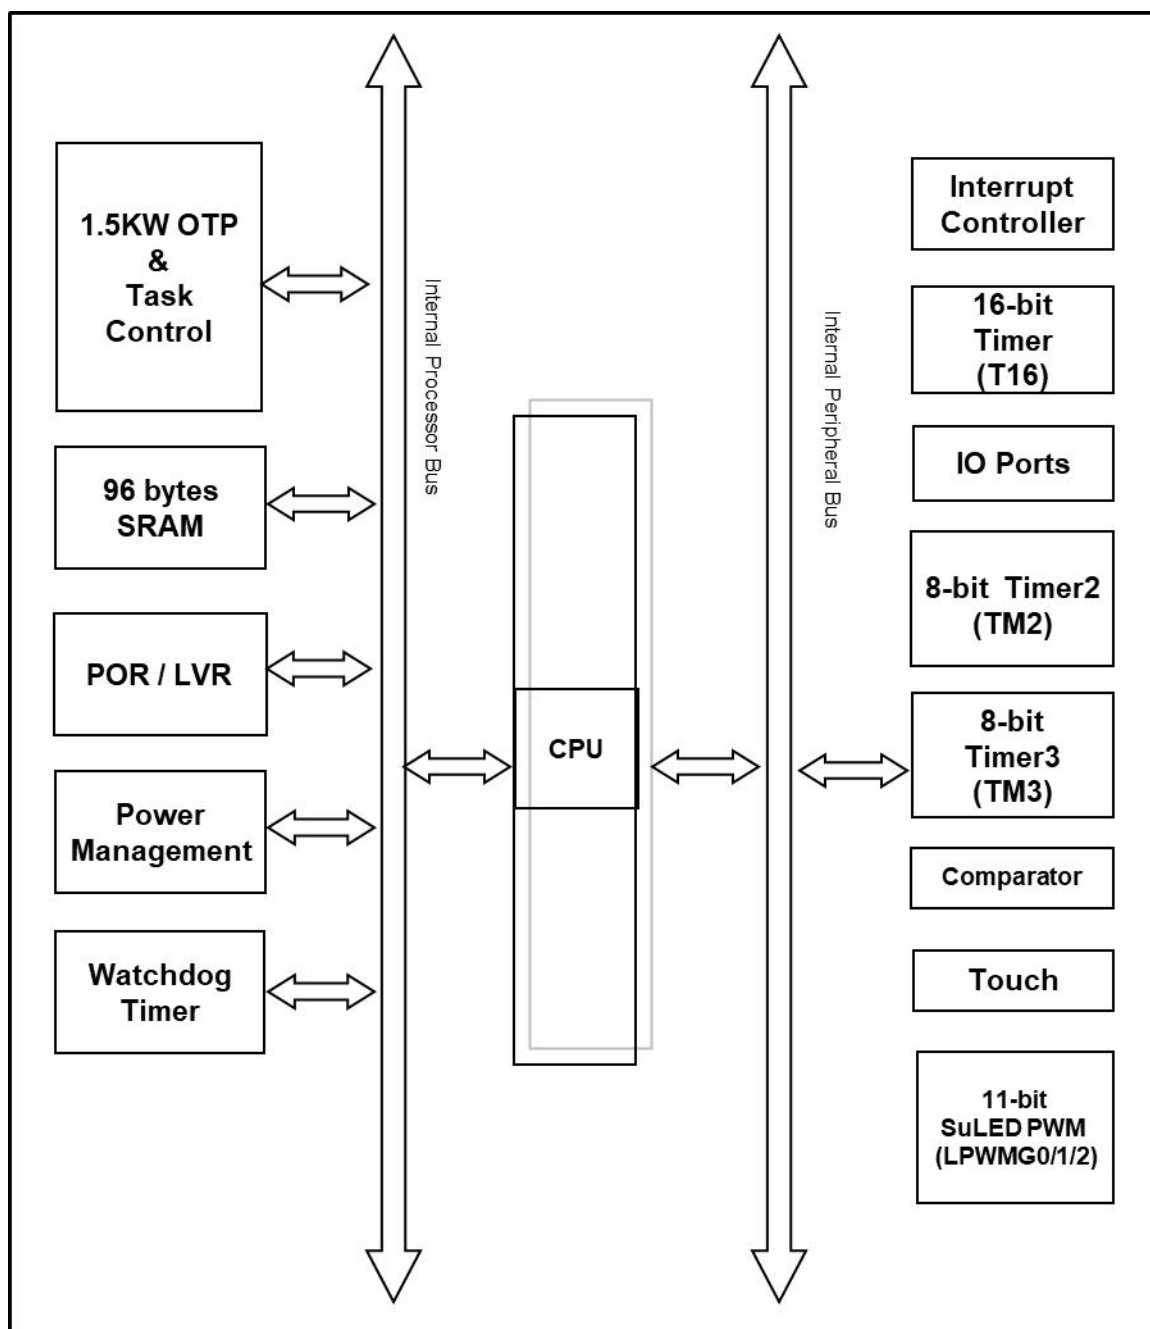 1.5KW OTP
&
Task
Control
96 bytes
SRAM
POR / LVR
Power
Management
Watchdog
Timer
Internal Processor Bus
CPU
Internal Peripheral Bus
Interrupt
Controller
16-bit
Timer
(T16)
IO Ports
8-bit Timer2
(TM2)
8-bit
Timer3
(TM3)
Comparator
Touch
11-bit
SuLED PWM
(LPWMG0/1/2)